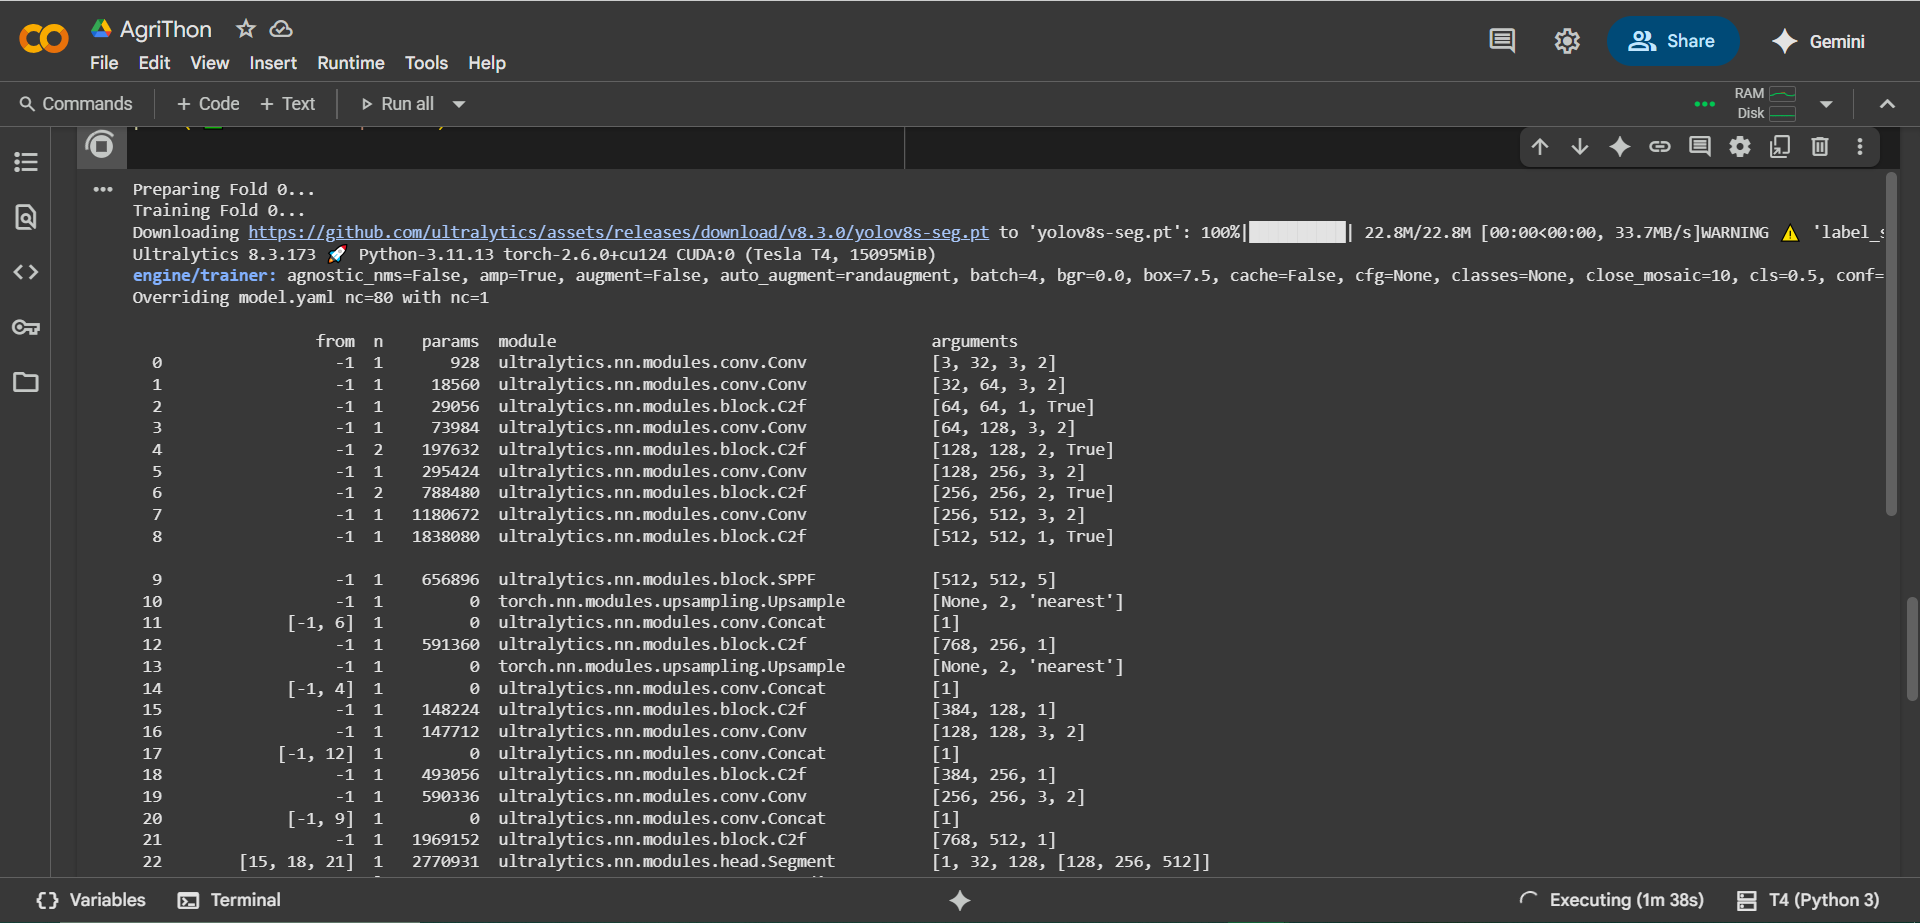 AgriThon
File Edit View Insert Runtime Tools Help
Share
Gemini
Commands + Code + Text Run all
RAM
Disk
Preparing Fold 0...
Training Fold 0...
Downloading https://github.com/ultralytics/assets/releases/download/v8.3.0/yolov8s-seg.pt to 'yolov8s-seg.pt': 100%|██████████| 22.8M/22.8M [00:00<00:00, 33.7MB/s]WARNING ⚠️ 'label_s
Ultralytics 8.3.173 🚀 Python-3.11.13 torch-2.6.0+cu124 CUDA:0 (Tesla T4, 15095MiB)
engine/trainer: agnostic_nms=False, amp=True, augment=False, auto_augment=randaugment, batch=4, bgr=0.0, box=7.5, cache=False, cfg=None, classes=None, close_mosaic=10, cls=0.5, conf=
Overriding model.yaml nc=80 with nc=1
from n params module arguments
0 -1 1 928 ultralytics.nn.modules.conv.Conv [3, 32, 3, 2]
1 -1 1 18560 ultralytics.nn.modules.conv.Conv [32, 64, 3, 2]
2 -1 1 29056 ultralytics.nn.modules.block.C2f [64, 64, 1, True]
3 -1 1 73984 ultralytics.nn.modules.conv.Conv [64, 128, 3, 2]
4 -1 2 197632 ultralytics.nn.modules.block.C2f [128, 128, 2, True]
5 -1 1 295424 ultralytics.nn.modules.conv.Conv [128, 256, 3, 2]
6 -1 2 788480 ultralytics.nn.modules.block.C2f [256, 256, 2, True]
7 -1 1 1180672 ultralytics.nn.modules.conv.Conv [256, 512, 3, 2]
8 -1 1 1838080 ultralytics.nn.modules.block.C2f [512, 512, 1, True]
9 -1 1 656896 ultralytics.nn.modules.block.SPPF [512, 512, 5]
10 -1 1 0 torch.nn.modules.upsampling.Upsample [None, 2, 'nearest']
11 [-1, 6] 1 0 ultralytics.nn.modules.conv.Concat [1]
12 -1 1 591360 ultralytics.nn.modules.block.C2f [768, 256, 1]
13 -1 1 0 torch.nn.modules.upsampling.Upsample [None, 2, 'nearest']
14 [-1, 4] 1 0 ultralytics.nn.modules.conv.Concat [1]
15 -1 1 148224 ultralytics.nn.modules.block.C2f [384, 128, 1]
16 -1 1 147712 ultralytics.nn.modules.conv.Conv [128, 128, 3, 2]
17 [-1, 12] 1 0 ultralytics.nn.modules.conv.Concat [1]
18 -1 1 493056 ultralytics.nn.modules.block.C2f [384, 256, 1]
19 -1 1 590336 ultralytics.nn.modules.conv.Conv [256, 256, 3, 2]
20 [-1, 9] 1 0 ultralytics.nn.modules.conv.Concat [1]
21 -1 1 1969152 ultralytics.nn.modules.block.C2f [768, 512, 1]
22 [15, 18, 21] 1 2770931 ultralytics.nn.modules.head.Segment [1, 32, 128, [128, 256, 512]]
Variables Terminal Executing (1m 38s) T4 (Python 3)